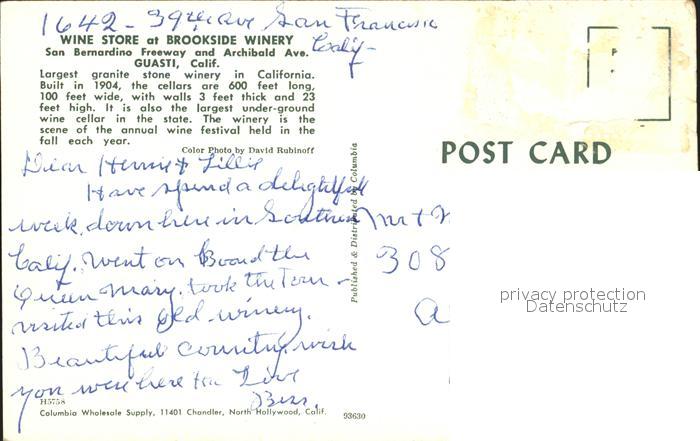 1642 - 39th ave San Francisco
Calif-
WINE STORE at BROOKSIDE WINERY
San Bernardino Freeway and Archibald Ave.
GUASTI, Calif.
Largest granite stone winery in California.
Built in 1904, the cellars are 600 feet long,
100 feet wide, with walls 3 feet thick and 23
feet high. It is also the largest under-ground
wine cellar in the state. The winery is the
scene of the annual wine festival held in the
fall each year.
Color Photo by David Rubinoff
Dear & Lillie
Have spend a delightful
week, down here in Southern
Calif. Went on Board the
Queen Mary. took the Tour -
visited this old winery.
Beautiful country. wish
you were here too Love
Bess.
H5758
Columbia Wholesale Supply, 11401 Chandler, North Hollywood, Calif.
93630
Published & Distributed by Columbia
POST CARD
P
Mr + M
308
privacy protection
Datenschutz